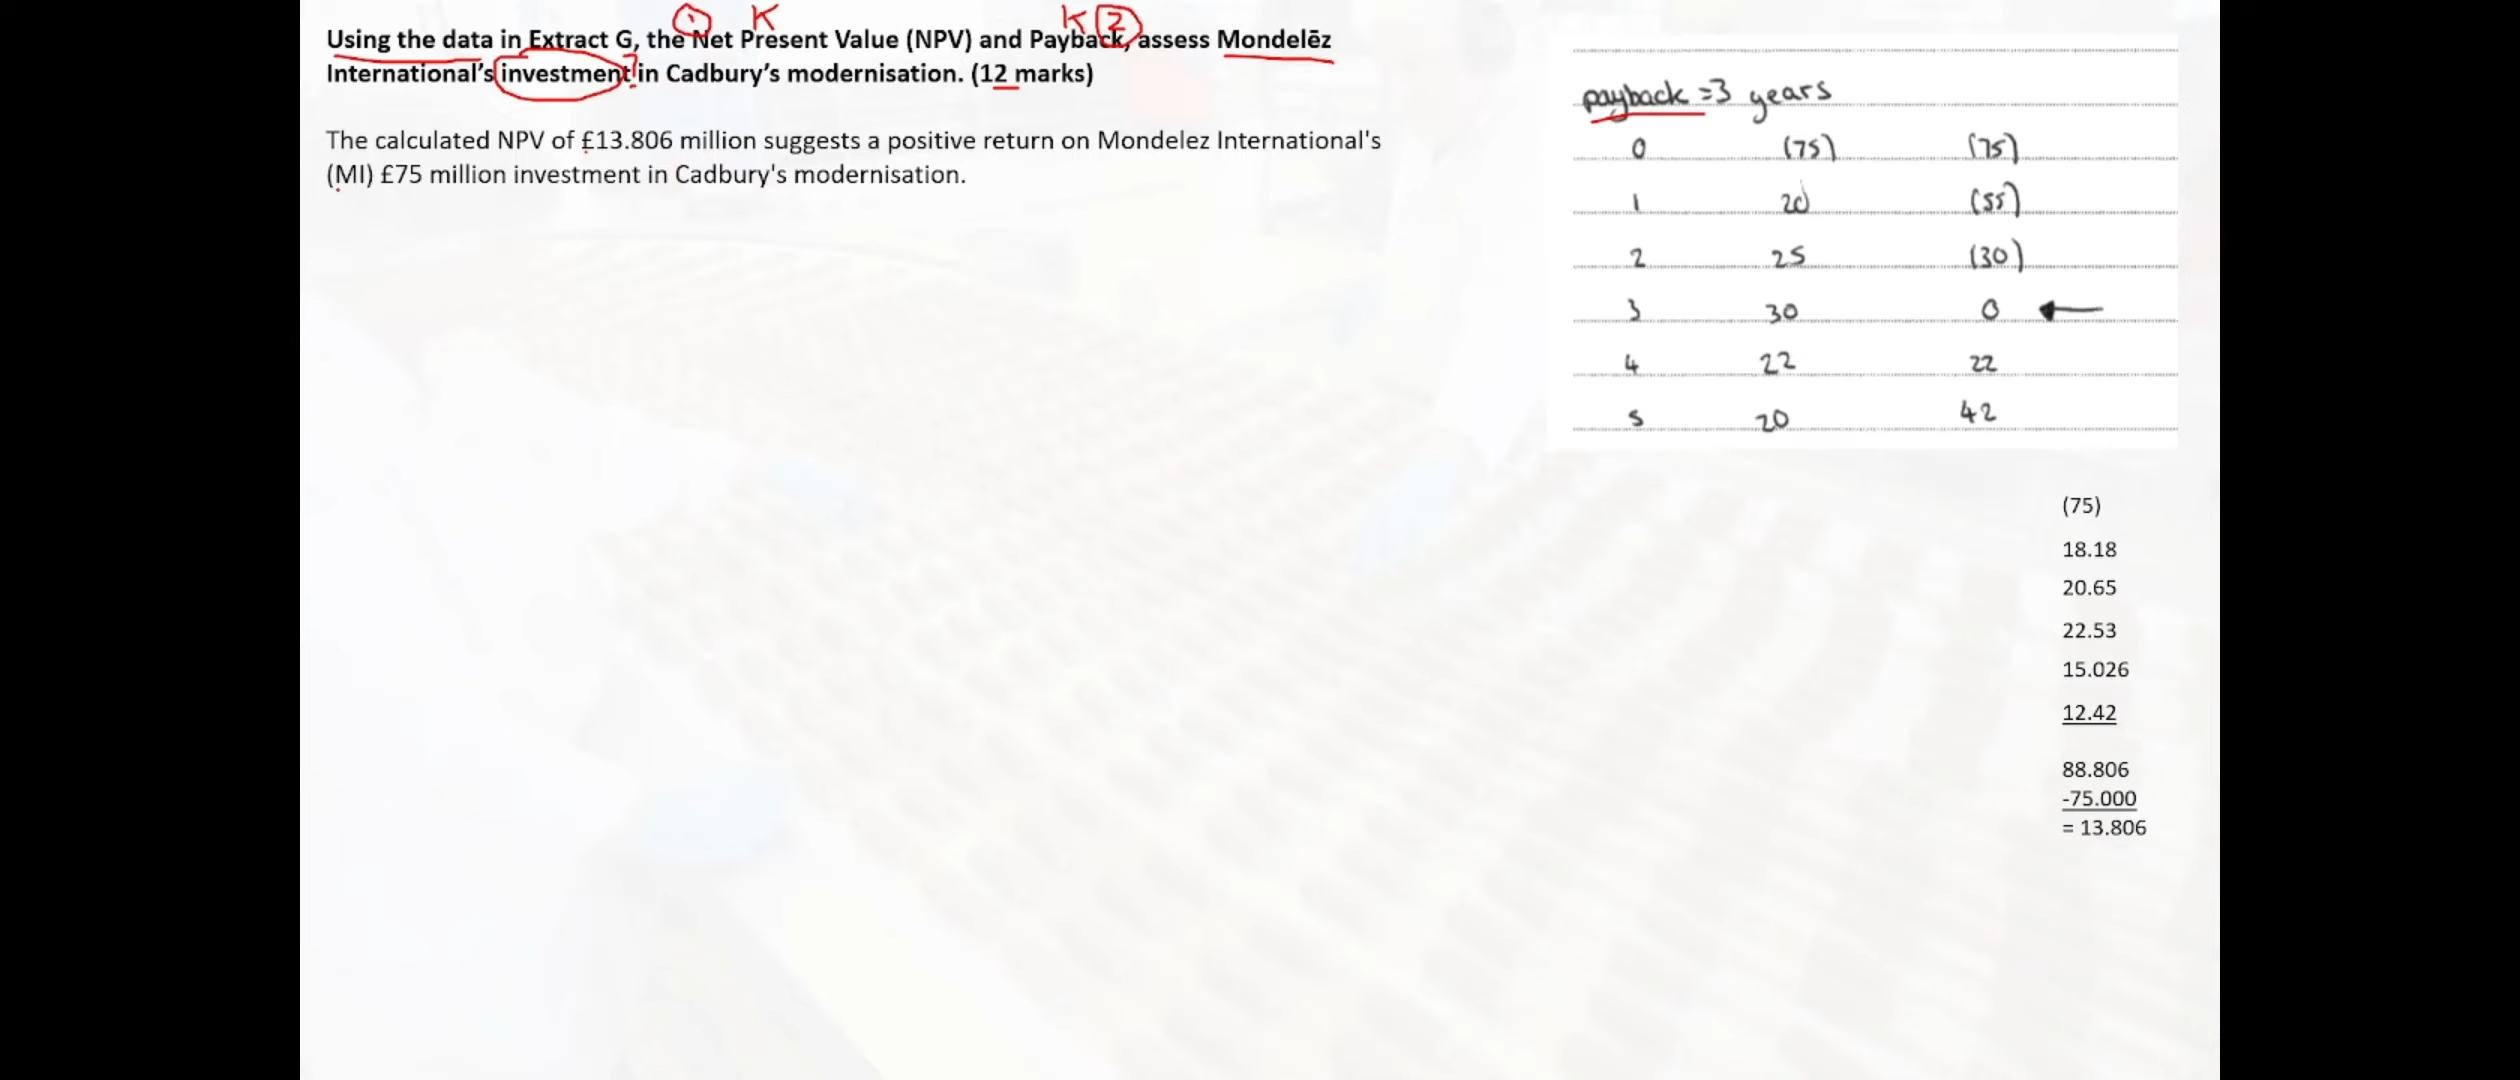 ① K K ②
Using the data in Extract G, the Net Present Value (NPV) and Payback, assess Mondelēz
International's investment in Cadbury's modernisation. (12 marks)
The calculated NPV of £13.806 million suggests a positive return on Mondelez International's
(MI) £75 million investment in Cadbury's modernisation.
payback = 3 years
0 (75) (75)
1 20 (55)
2 25 (30)
3 30 0
4 22 22
5 20 42
(75)
18.18
20.65
22.53
15.026
12.42
88.806
-75.000
= 13.806